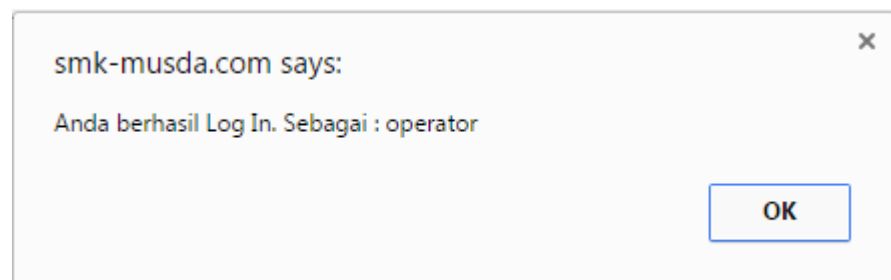 smk-musda.com says:
Anda berhasil Log In. Sebagai : operator
OK